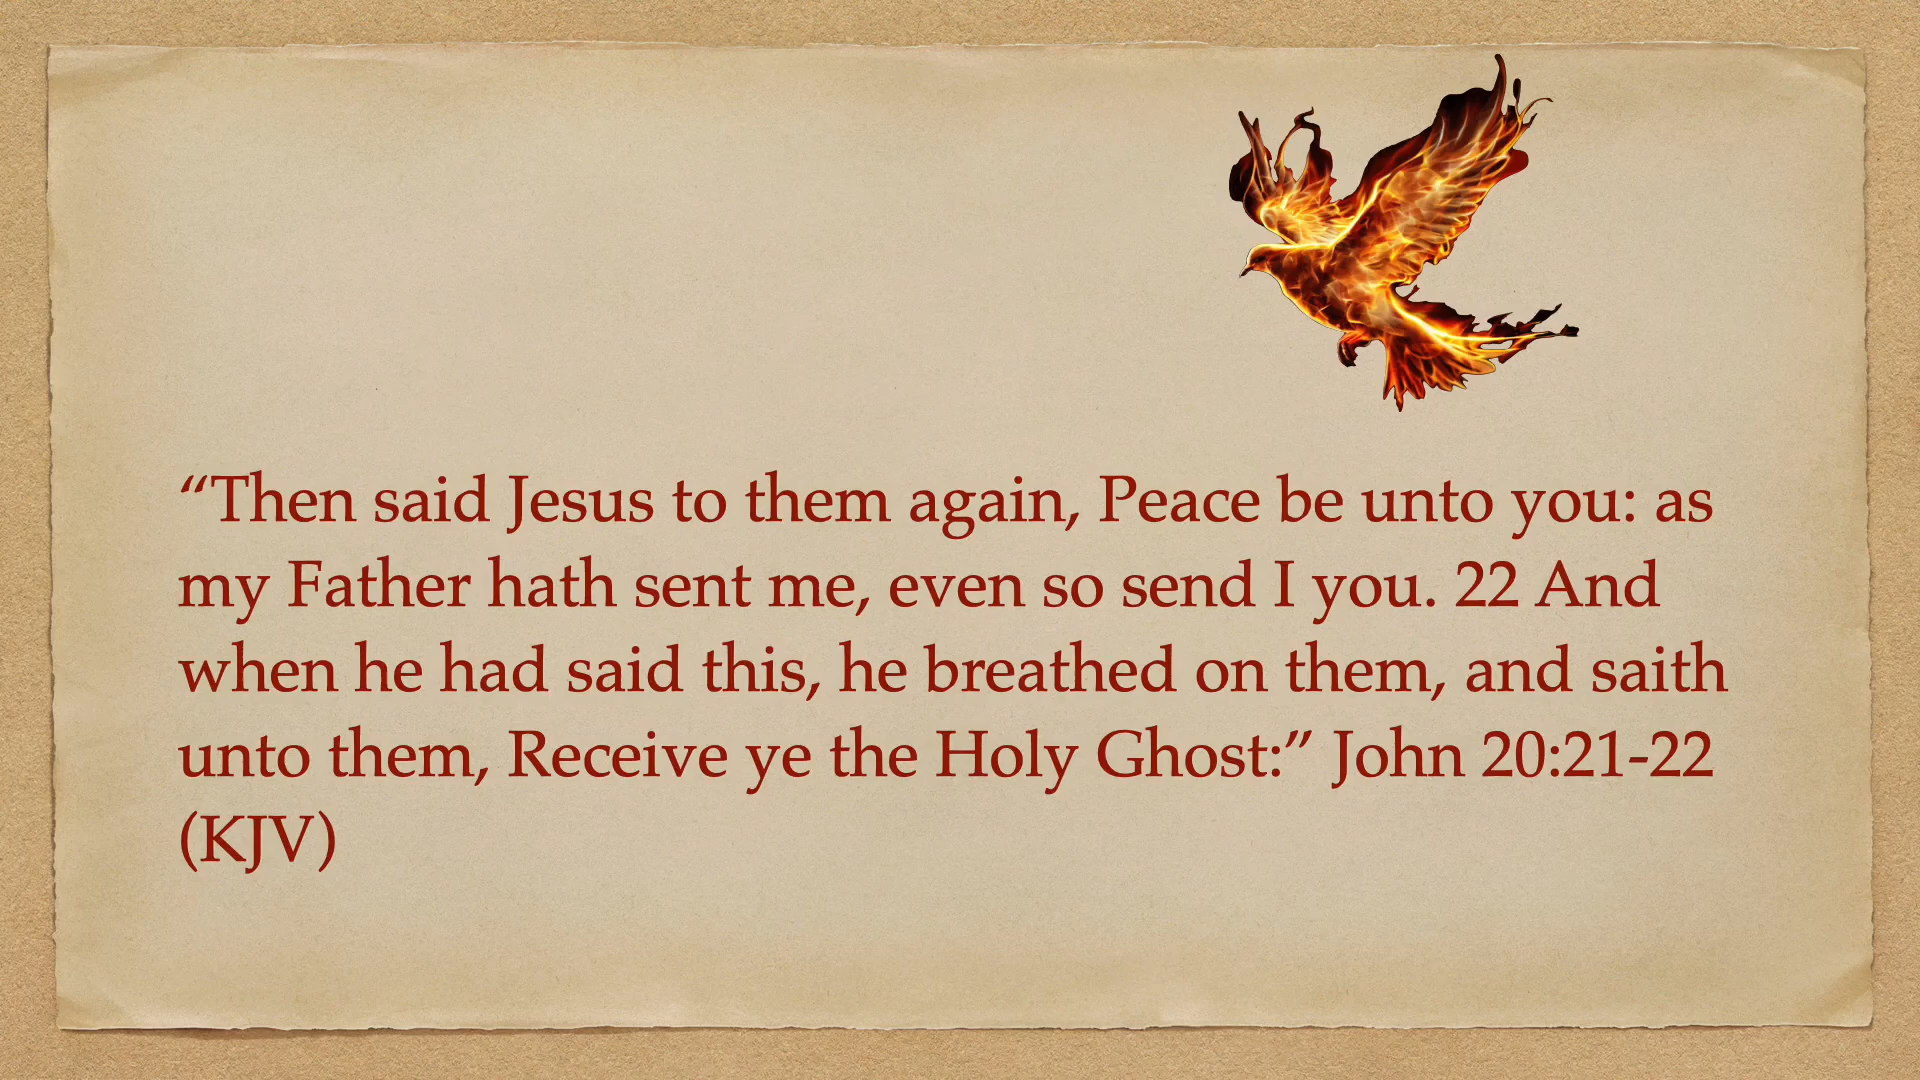 “Then said Jesus to them again, Peace be unto you: as
my Father hath sent me, even so send I you. 22 And
when he had said this, he breathed on them, and saith
unto them, Receive ye the Holy Ghost:” John 20:21-22
(KJV)